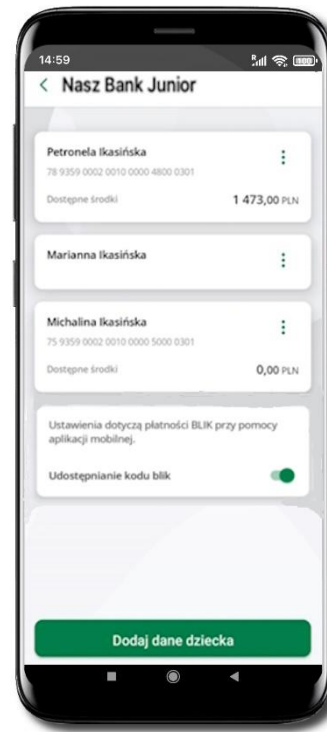 14:59
Nasz Bank Junior
Petronela Ikasińska
78 9359 0002 0010 0000 4800 0301
Dostępne środki 1 473,00 PLN
Marianna Ikasińska
Michalina Ikasińska
75 9359 0002 0010 0000 5000 0301
Dostępne środki 0,00 PLN
Ustawienia dotyczą płatności BLIK przy pomocy
aplikacji mobilnej.
Udostępnianie kodu blik
Dodaj dane dziecka